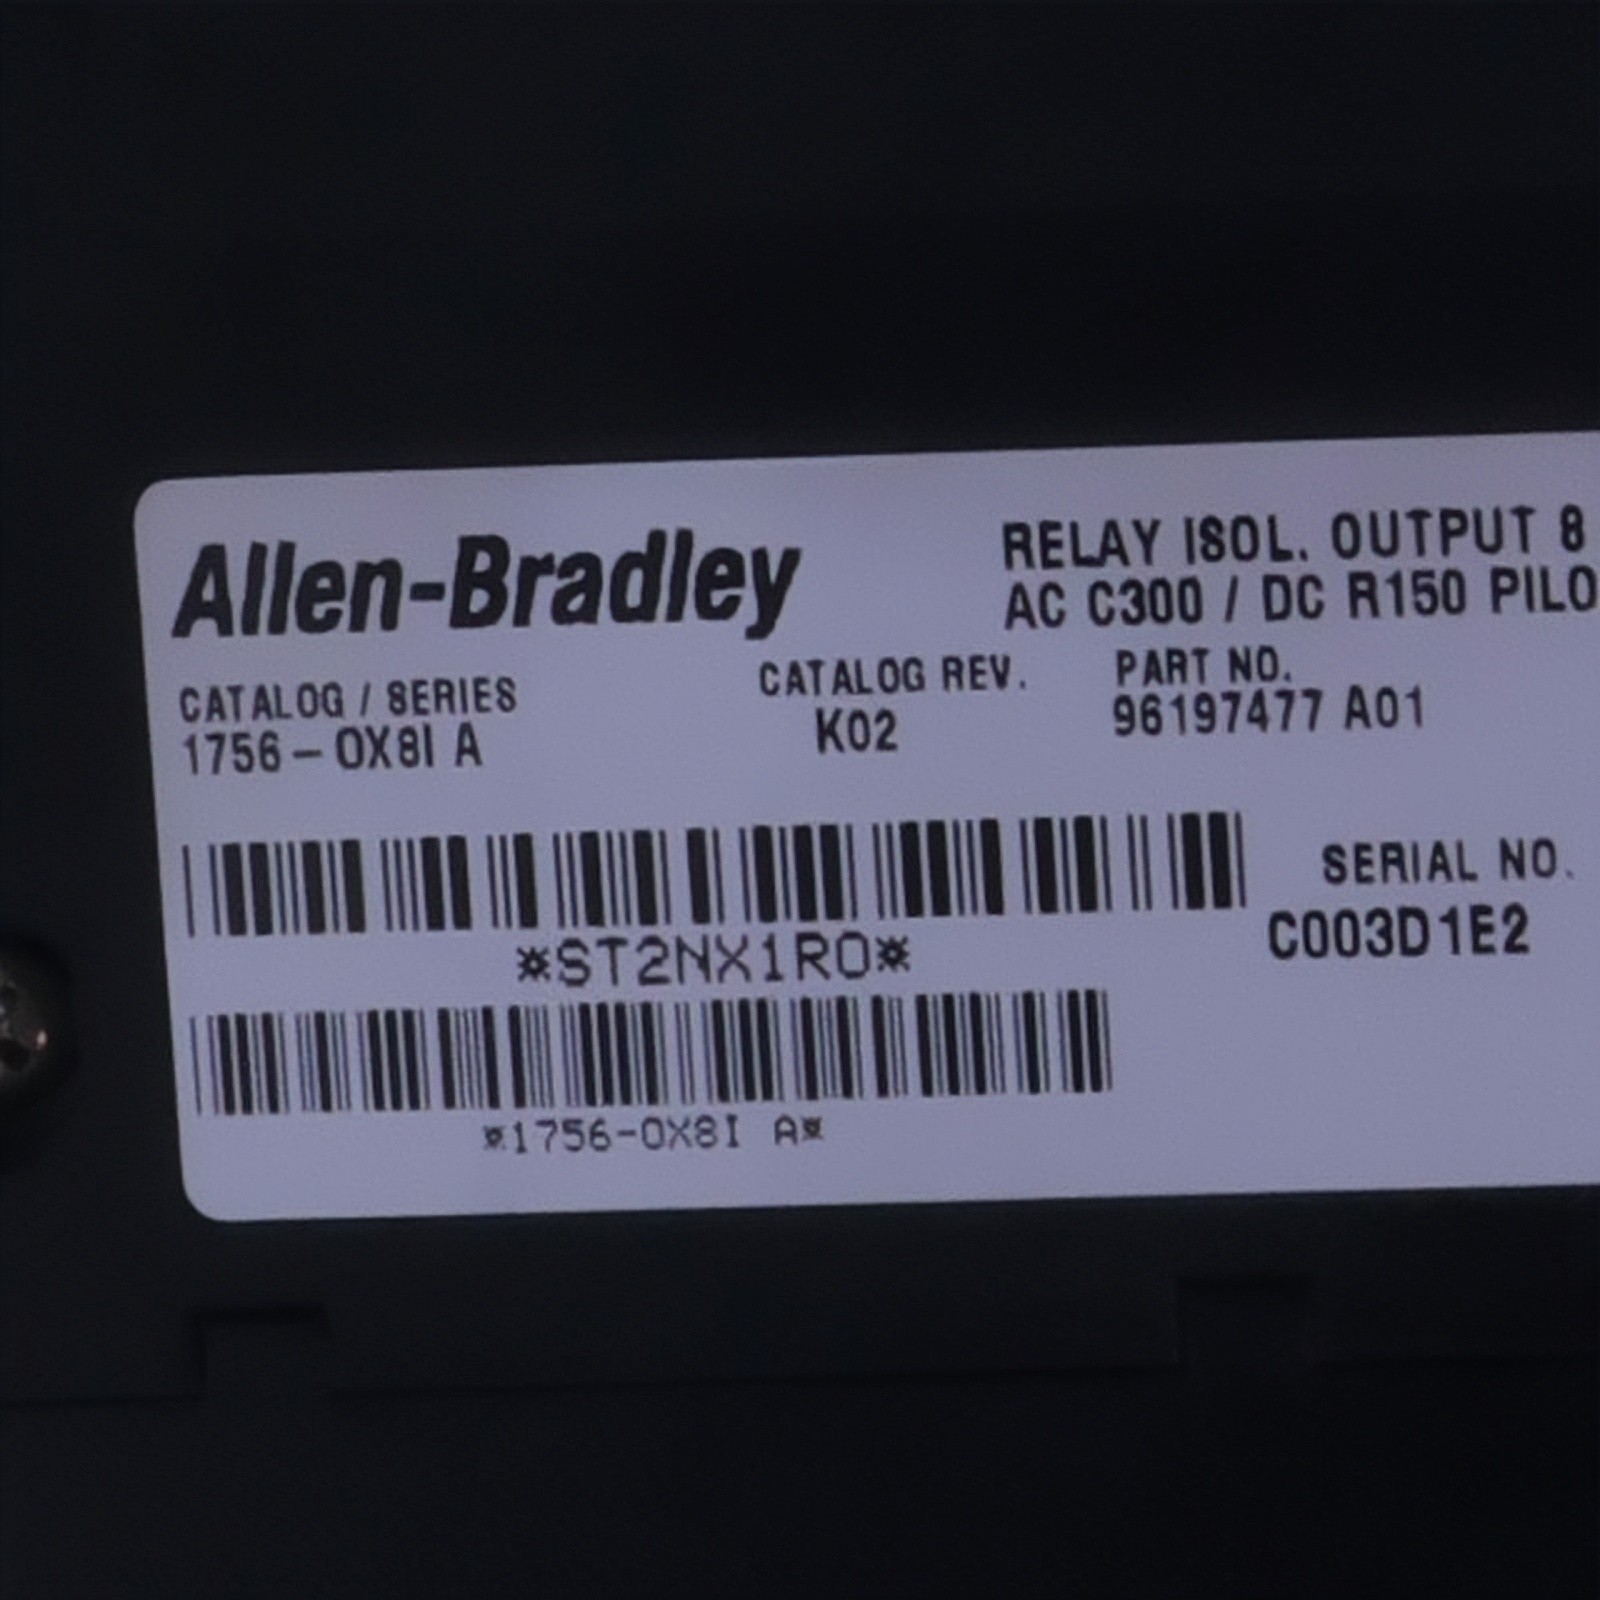 Allen-Bradley
RELAY ISOL. OUTPUT 8
AC C300 / DC R150
CATALOG / SERIES
1756-OX8I A
CATALOG REV.
K02
PART NO.
96197477 A01
*ST2NX1R0*
SERIAL NO.
C003D1E2
*1756-OX8I A*